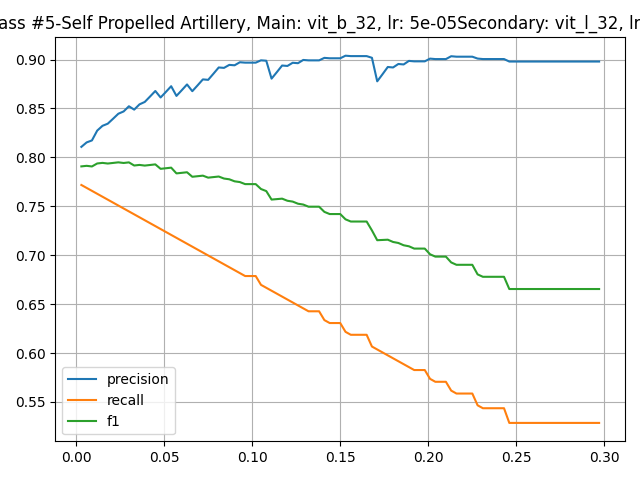 ass #5-Self Propelled Artillery, Main: vit_b_32, lr: 5e-05Secondary: vit_l_32, lr
0.90
0.85
0.80
0.75
0.70
0.65
0.60
0.55
precision
recall
f1
0.00 0.05 0.10 0.15 0.20 0.25 0.30